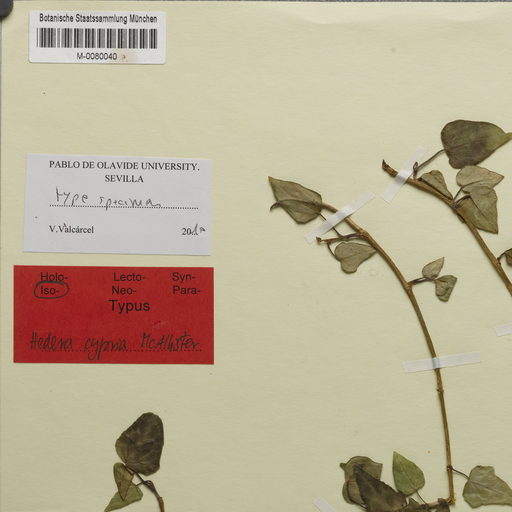 Botanische Staatssammlung München
M-0080040
PABLO DE OLAVIDE UNIVERSITY.
SEVILLA
type specimen
V.Valcárcel 20
Holo- Lecto- Syn-
Iso- Neo- Para-
Typus
Hedera cypria McAllister